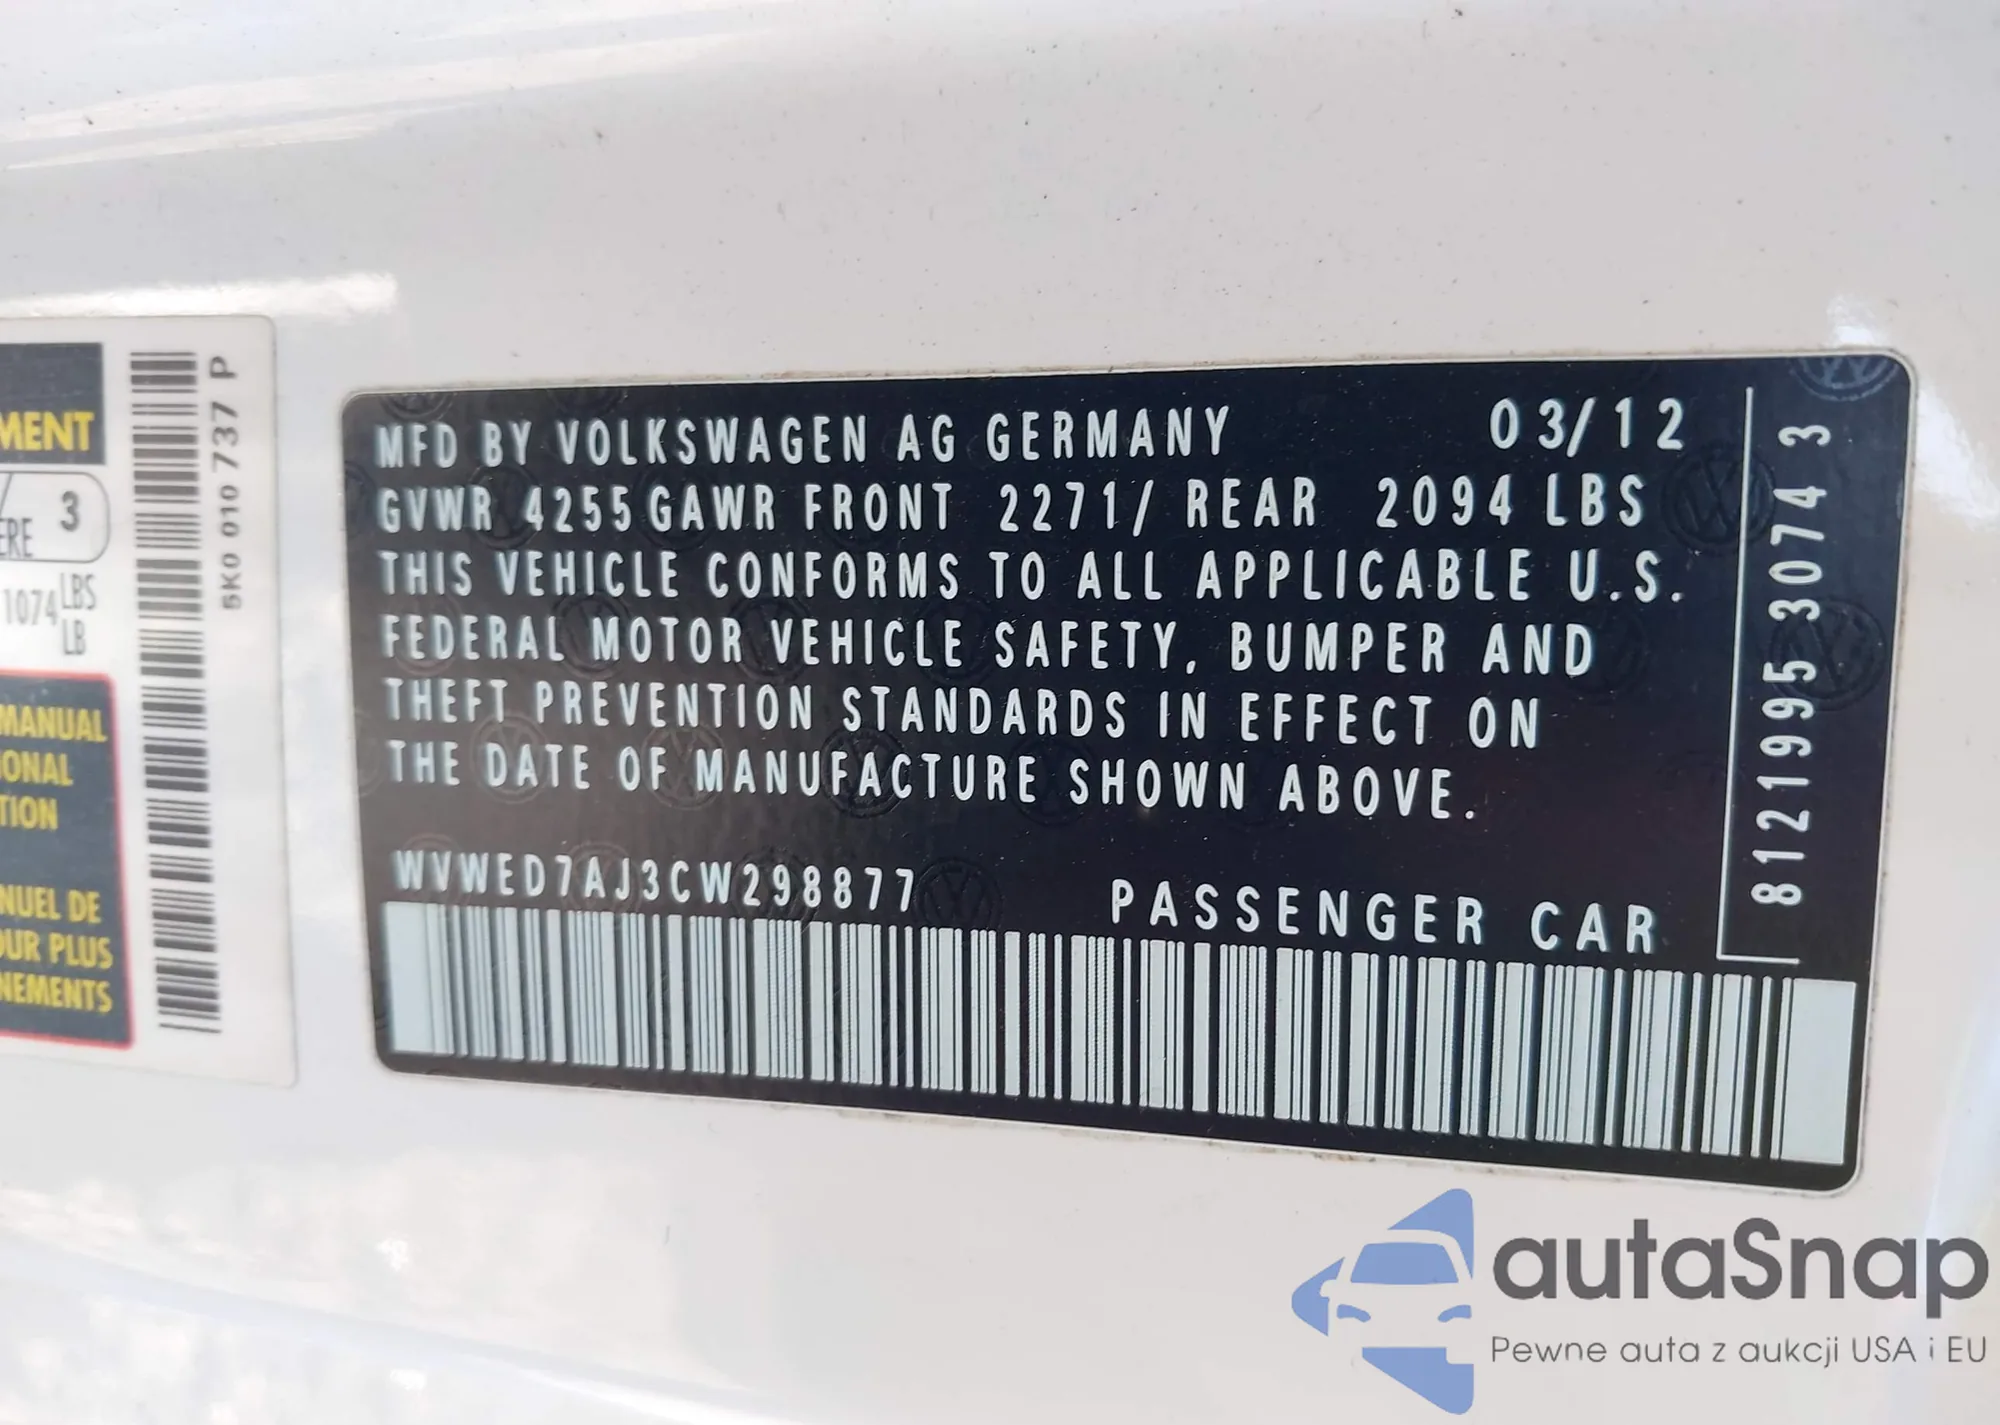 MENT
ERE 3
1074 LBS
LB
MANUAL
NUEL DE
OUR PLUS
5K0 010 737 P
MFD BY VOLKSWAGEN AG GERMANY 03/12
GVWR 4255 GAWR FRONT 2271/ REAR 2094 LBS
THIS VEHICLE CONFORMS TO ALL APPLICABLE U.S.
FEDERAL MOTOR VEHICLE SAFETY, BUMPER AND
THEFT PREVENTION STANDARDS IN EFFECT ON
THE DATE OF MANUFACTURE SHOWN ABOVE.
WVWED7AJ3CW298877
PASSENGER CAR
8121995 3074 3
autaSnap
Pewne auta z aukcji USA i EU